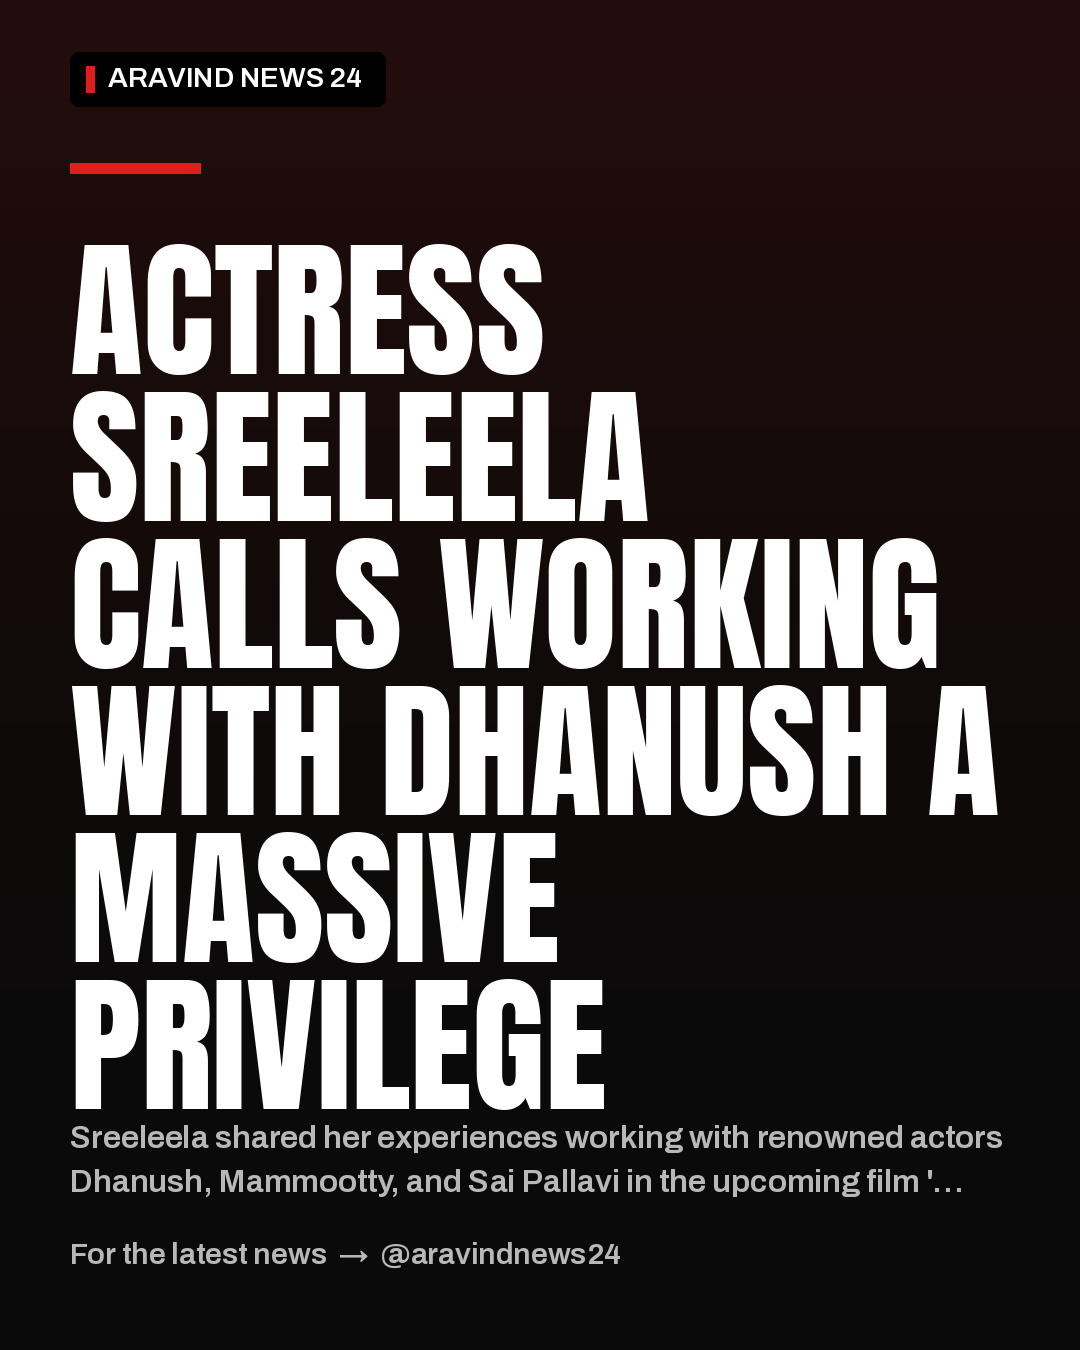 ARAVIND NEWS 24
ACTRESS
SREELEELA
CALLS WORKING
WITH DHANUSH A
MASSIVE
PRIVILEGE
Sreeleela shared her experiences working with renowned actors
Dhanush, Mammootty, and Sai Pallavi in the upcoming film '...
For the latest news → @aravindnews24